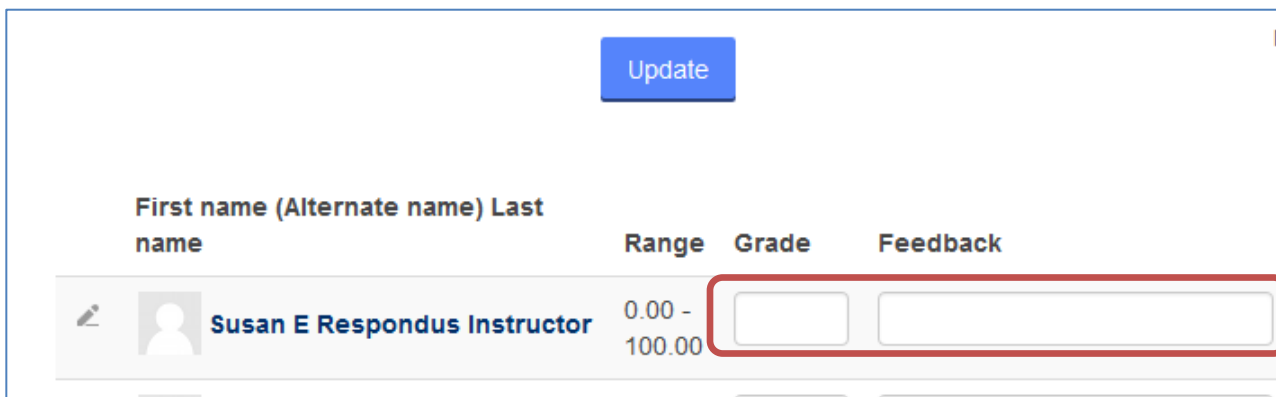 Update
First name (Alternate name) Last
name
Range Grade Feedback
Susan E Respondus Instructor
0.00 -
100.00